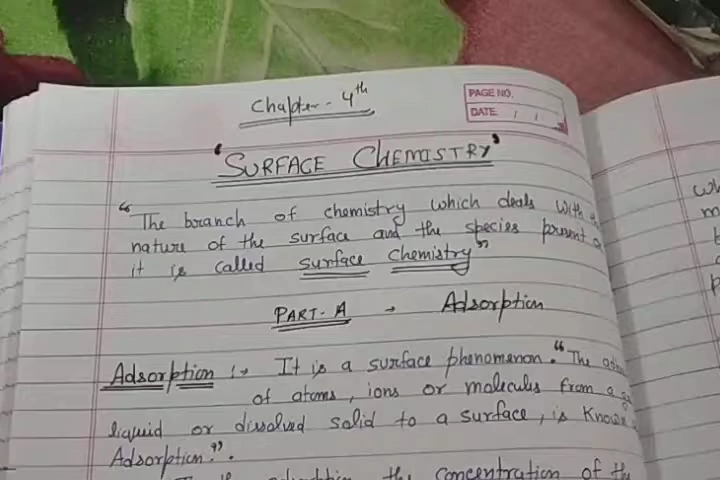 Chapter - 4th
PAGE NO.
DATE / /
'SURFACE CHEMISTRY'
"The branch of chemistry which deals with
nature of the surface and the species present
it is called surface chemistry"
PART-A → Adsorption
Adsorption :→ It is a surface phenomenon. "The
of atoms, ions or molecules from a
liquid or dissolved solid to a surface, is known
Adsorption".
the concentration of the